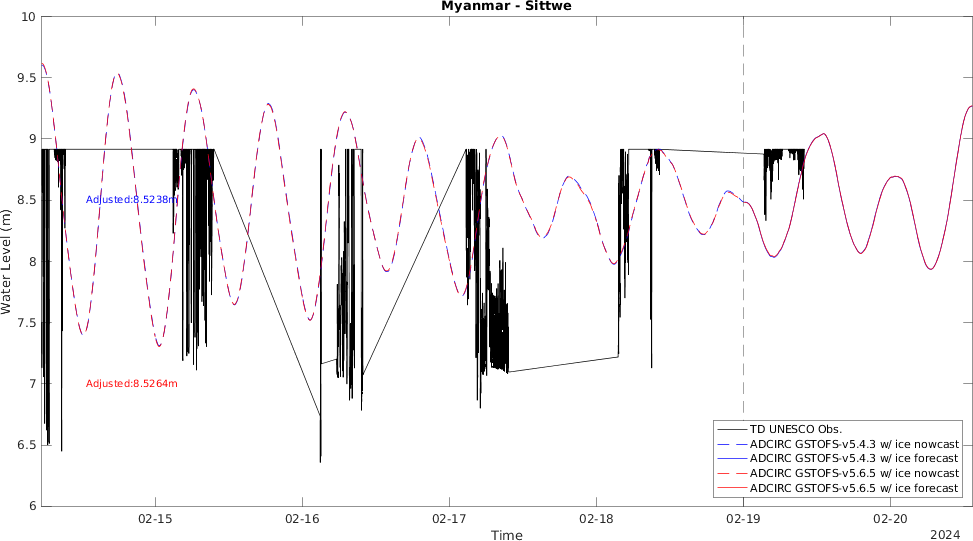 Myanmar - Sittwe
10
9.5
9
8.5
8
7.5
7
6.5
6
Water Level (m)
Adjusted:8.5238m
Adjusted:8.5264m
TD UNESCO Obs.
ADCIRC GSTOFS-v5.4.3 w/ ice nowcast
ADCIRC GSTOFS-v5.4.3 w/ ice forecast
ADCIRC GSTOFS-v5.6.5 w/ ice nowcast
ADCIRC GSTOFS-v5.6.5 w/ ice forecast
02-15 02-16 02-17 02-18 02-19 02-20
Time
2024